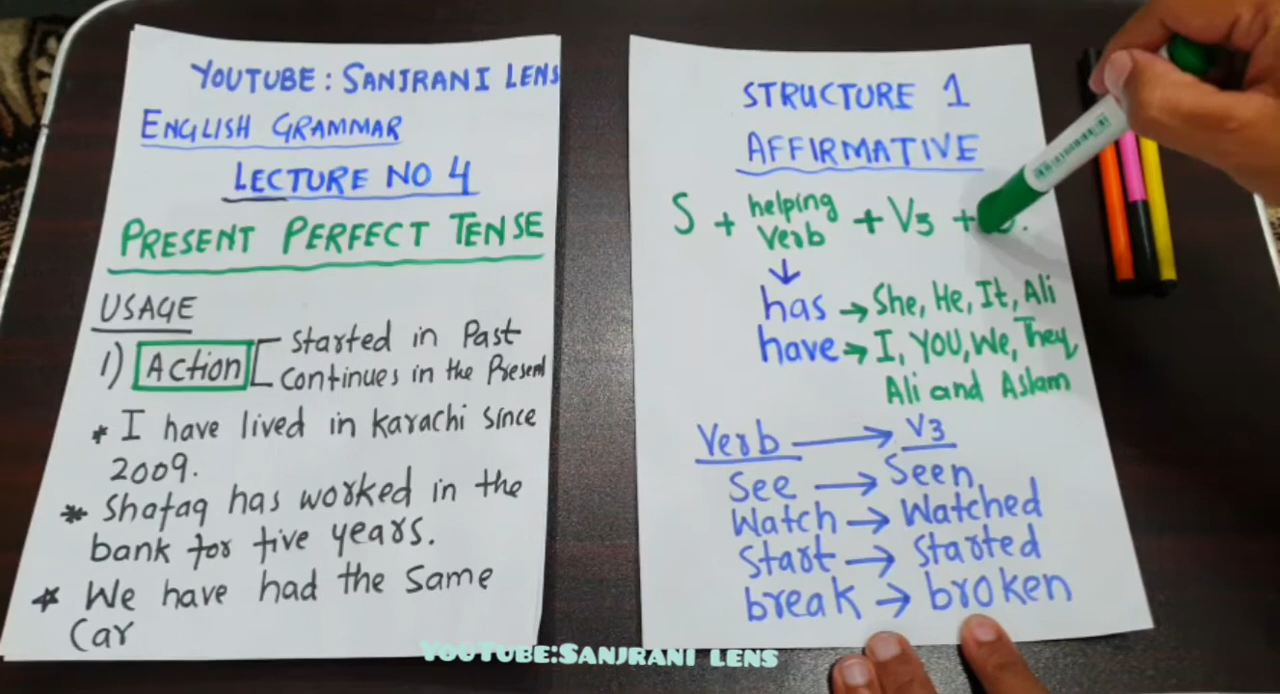 YOUTUBE: SANJRANI LENS
ENGLISH GRAMMAR
LECTURE NO 4
PRESENT PERFECT TENSE
USAGE
1) Action [ Started in Past
Continues in the Present
* I have lived in karachi Since
2009.
* Shafaq has worked in the
bank for five years.
* We have had the Same
Car
STRUCTURE 1
AFFIRMATIVE
S + helping verb + V3 +
↓
has → She, He, It, Ali
have → I, YOU, We, They,
Ali and Aslam
Verb → V3
See → Seen
Watch → Watched
Start → Started
break → broken
YOUTUBE:SANJRANI LENS